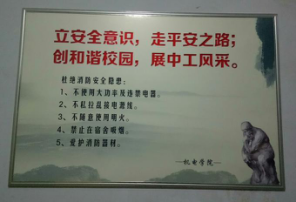 立安全意识，走平安之路；
创和谐校园，展中工风采。
杜绝消防安全隐患：
1、不使用大功率及违禁电器。
2、不私拉乱接电源线。
3、不随意使用明火。
4、禁止在宿舍吸烟。
5、爱护消防器材。
—机电学院—